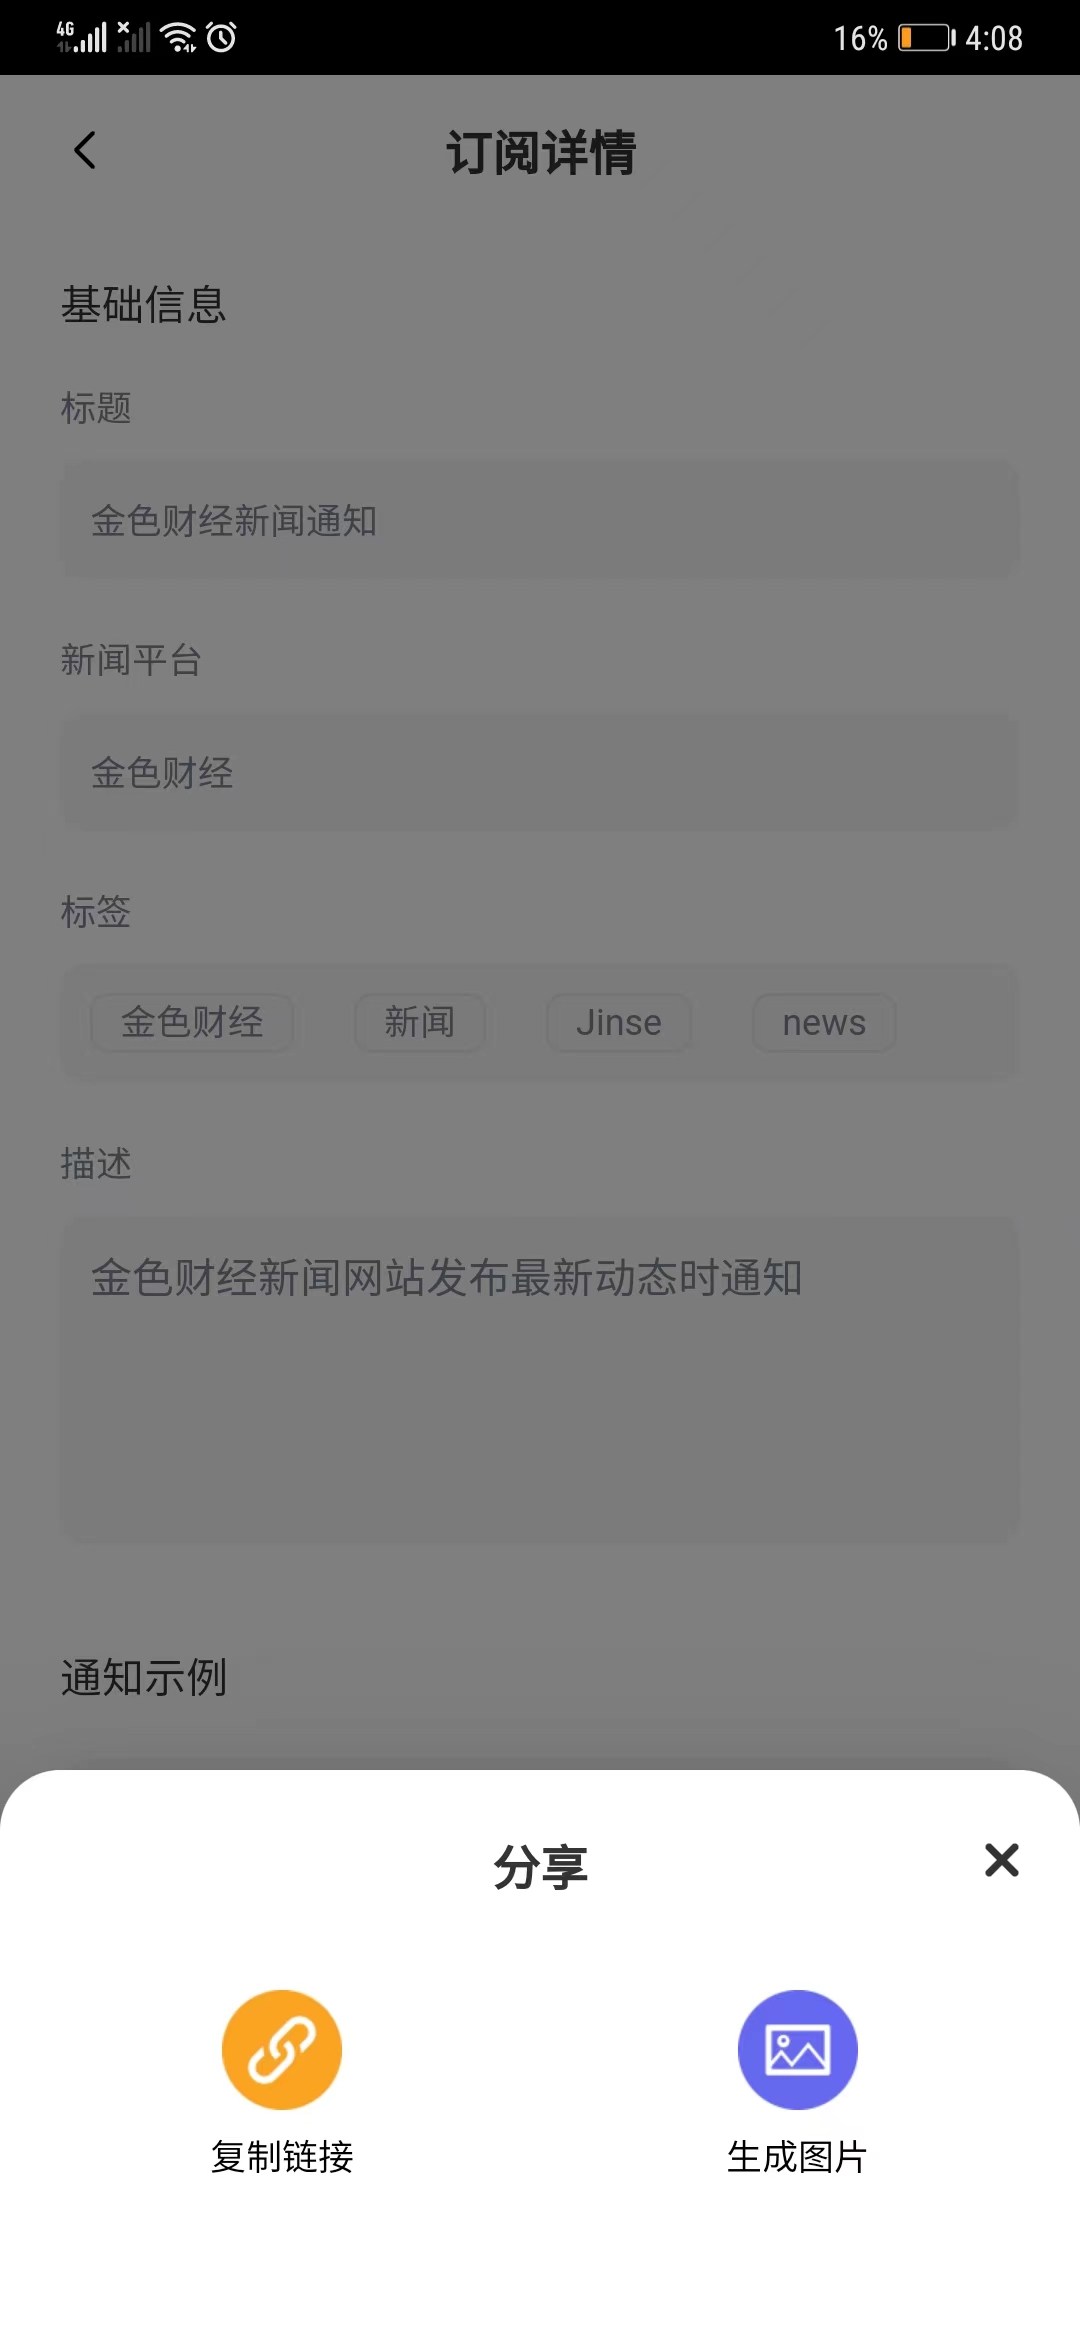 4G 16% 4:08
订阅详情
基础信息
标题
金色财经新闻通知
新闻平台
金色财经
标签
金色财经 新闻 Jinse news
描述
金色财经新闻网站发布最新动态时通知
通知示例
分享
复制链接 生成图片